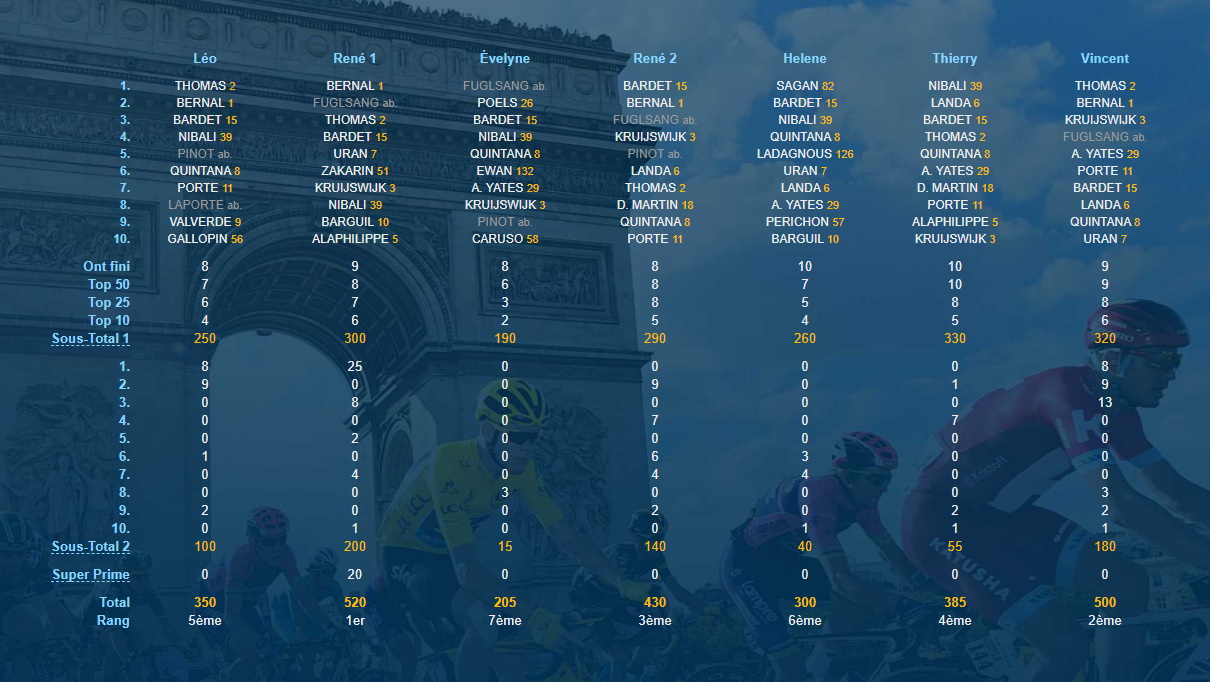 Léo René 1 Évelyne René 2 Helene Thierry Vincent
1. THOMAS 2 BERNAL 1 FUGLSANG ab. BARDET 15 SAGAN 82 NIBALI 39 THOMAS 2
2. BERNAL 1 FUGLSANG ab. POELS 26 BERNAL 1 BARDET 15 LANDA 6 BERNAL 1
3. BARDET 15 THOMAS 2 BARDET 15 FUGLSANG ab. NIBALI 39 BARDET 15 KRUIJSWIJK 3
4. NIBALI 39 BARDET 15 NIBALI 39 KRUIJSWIJK 3 QUINTANA 8 THOMAS 2 FUGLSANG ab.
5. PINOT ab. URAN 7 QUINTANA 8 PINOT ab. LADAGNOUS 126 QUINTANA 8 A. YATES 29
6. QUINTANA 8 ZAKARIN 51 EWAN 132 LANDA 6 URAN 7 A. YATES 29 PORTE 11
7. PORTE 11 KRUIJSWIJK 3 A. YATES 29 THOMAS 2 LANDA 6 D. MARTIN 18 BARDET 15
8. LAPORTE ab. NIBALI 39 KRUIJSWIJK 3 D. MARTIN 18 A. YATES 29 PORTE 11 LANDA 6
9. VALVERDE 9 BARGUIL 10 PINOT ab. QUINTANA 8 PERICHON 57 ALAPHILIPPE 5 QUINTANA 8
10. GALLOPIN 56 ALAPHILIPPE 5 CARUSO 58 PORTE 11 BARGUIL 10 KRUIJSWIJK 3 URAN 7
Ont fini 8 9 8 8 10 10 9
Top 50 7 8 6 8 7 10 9
Top 25 6 7 3 8 5 8 8
Top 10 4 6 2 5 4 5 6
Sous-Total 1 250 300 190 290 260 330 320
1. 8 25 0 0 0 0 8
2. 9 0 0 9 0 1 9
3. 0 8 0 0 0 0 13
4. 0 0 0 7 0 7 0
5. 0 2 0 0 0 0 0
6. 1 0 0 6 3 0 0
7. 0 4 0 4 4 0 0
8. 0 0 3 0 0 0 3
9. 2 0 0 2 0 2 2
10. 0 1 0 0 1 1 1
Sous-Total 2 100 200 15 140 40 55 180
Super Prime 0 20 0 0 0 0 0
Total 350 520 205 430 300 385 500
Rang 5ème 1er 7ème 3ème 6ème 4ème 2ème
KATUSHA
sky